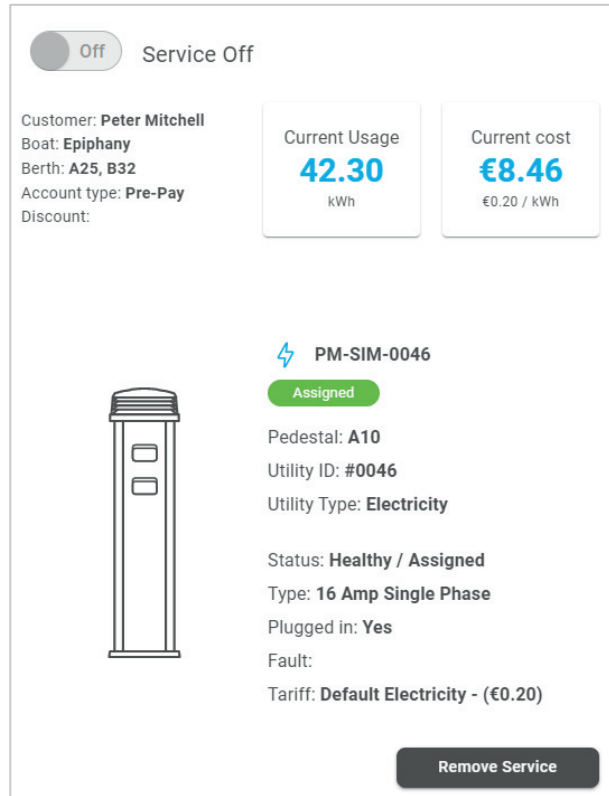 Off
Service Off
Customer: Peter Mitchell
Boat: Epiphany
Berth: A25, B32
Account type: Pre-Pay
Discount:
Current Usage
42.30
kWh
Current cost
€8.46
€0.20 / kWh
PM-SIM-0046
Assigned
Pedestal: A10
Utility ID: #0046
Utility Type: Electricity
Status: Healthy / Assigned
Type: 16 Amp Single Phase
Plugged in: Yes
Fault:
Tariff: Default Electricity - (€0.20)
Remove Service